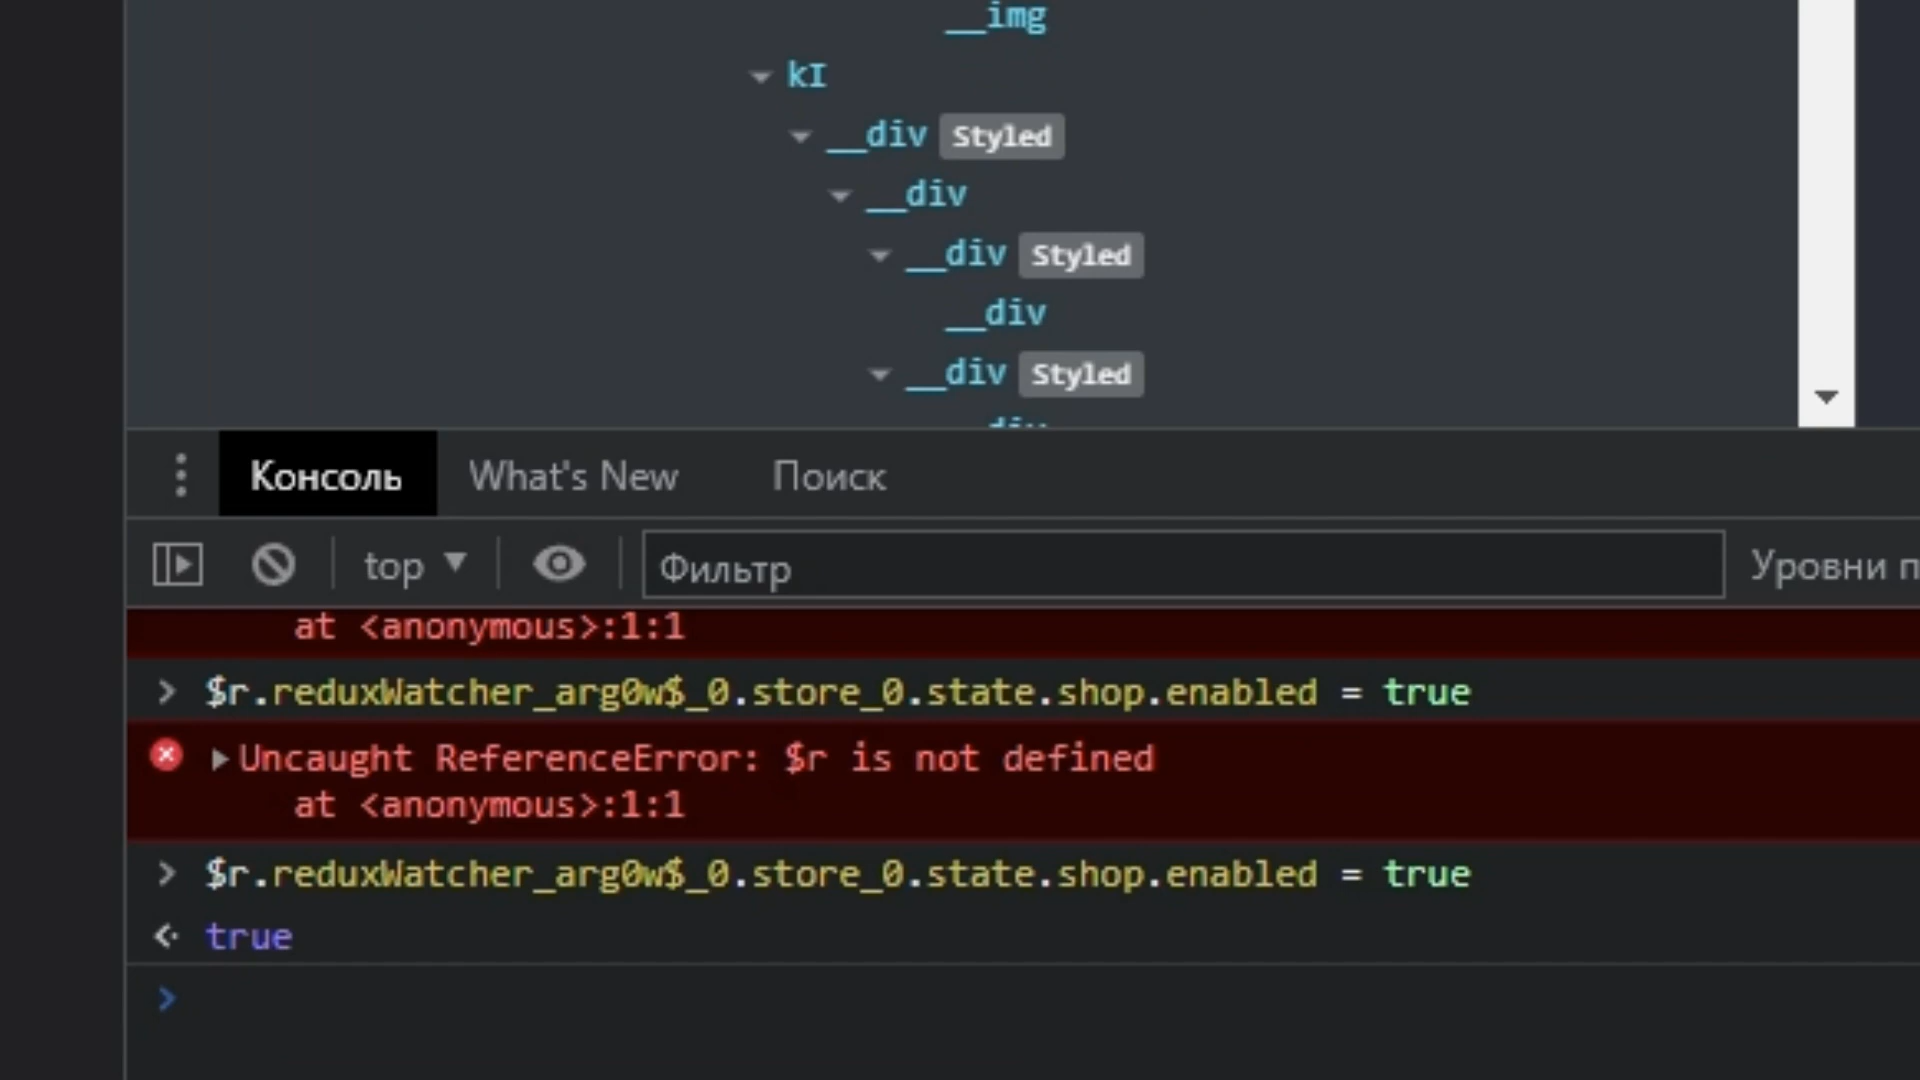 __img
kI
__div Styled
__div
__div Styled
__div
__div Styled
Консоль What's New Поиск
top Фильтр Уровни п
at <anonymous>:1:1
> $r.reduxWatcher_arg0w$_0.store_0.state.shop.enabled = true
Uncaught ReferenceError: $r is not defined
at <anonymous>:1:1
> $r.reduxWatcher_arg0w$_0.store_0.state.shop.enabled = true
true
>